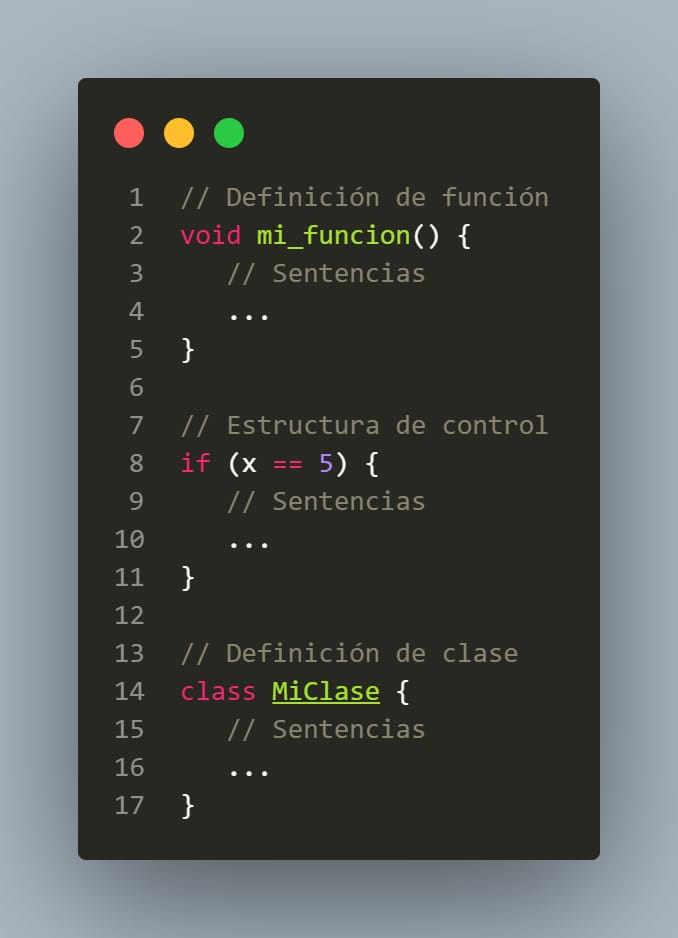 1 // Definición de función
2 void mi_funcion() {
3    // Sentencias
4    ...
5 }
6
7 // Estructura de control
8 if (x == 5) {
9    // Sentencias
10    ...
11 }
12
13 // Definición de clase
14 class MiClase {
15    // Sentencias
16    ...
17 }